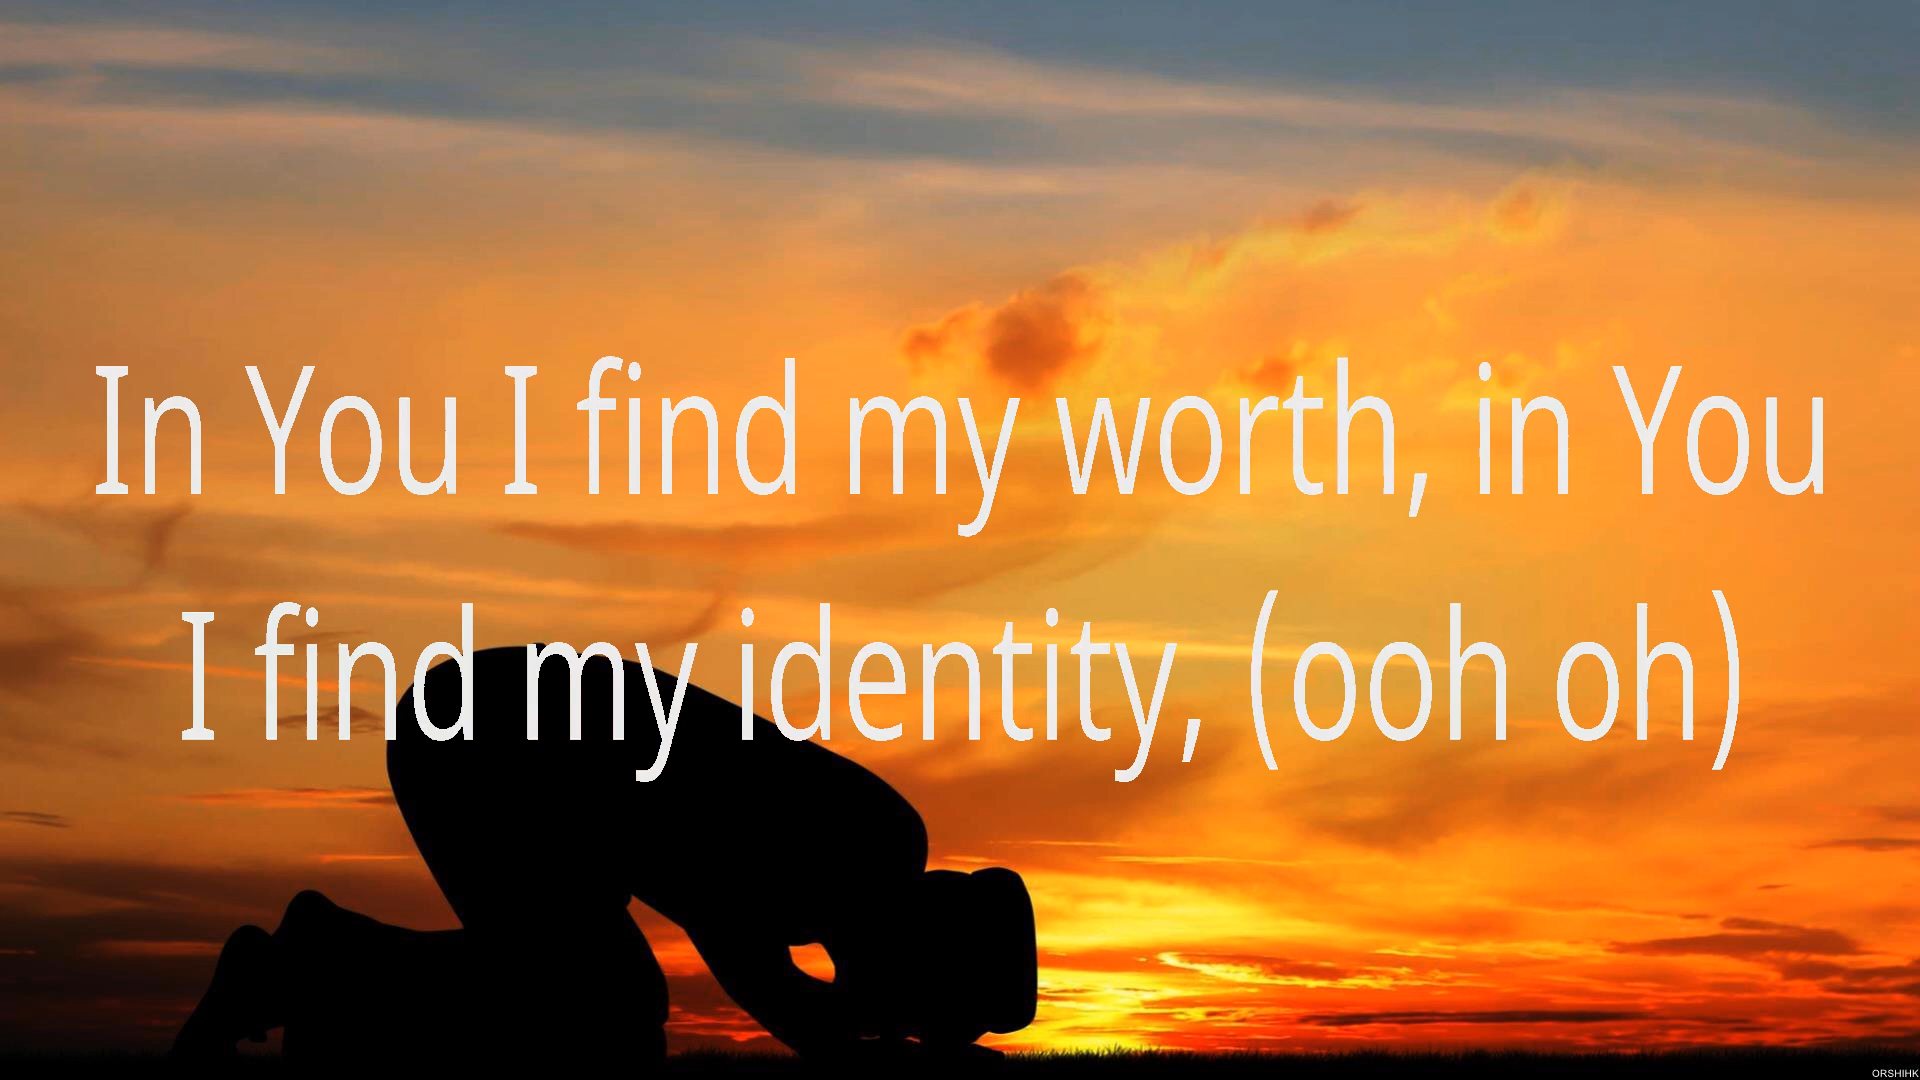 In You I find my worth, in You
I find my identity, (ooh oh)
ORSHIHK